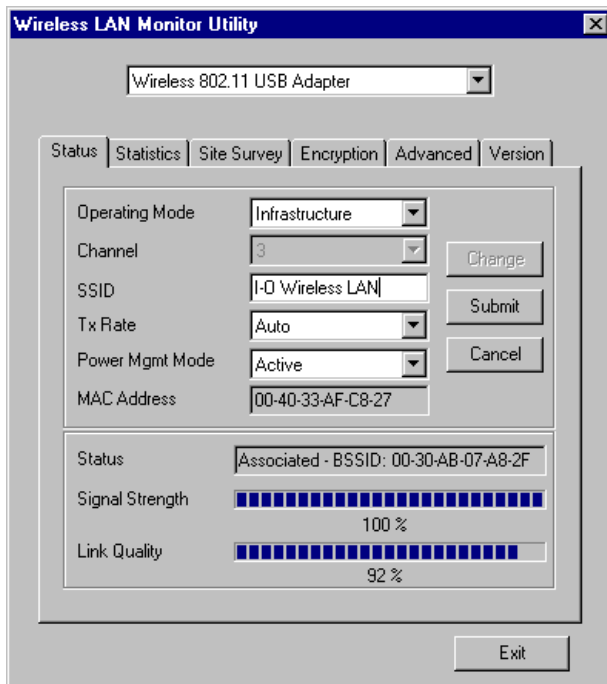 Wireless LAN Monitor Utility
Wireless 802.11 USB Adapter
Status Statistics Site Survey Encryption Advanced Version
Operating Mode Infrastructure
Channel 3 Change
SSID I-O Wireless LAN
Submit
Tx Rate Auto
Power Mgmt Mode Active Cancel
MAC Address 00-40-33-AF-C8-27
Status Associated - BSSID: 00-30-AB-07-A8-2F
Signal Strength
100 %
Link Quality
92 %
Exit